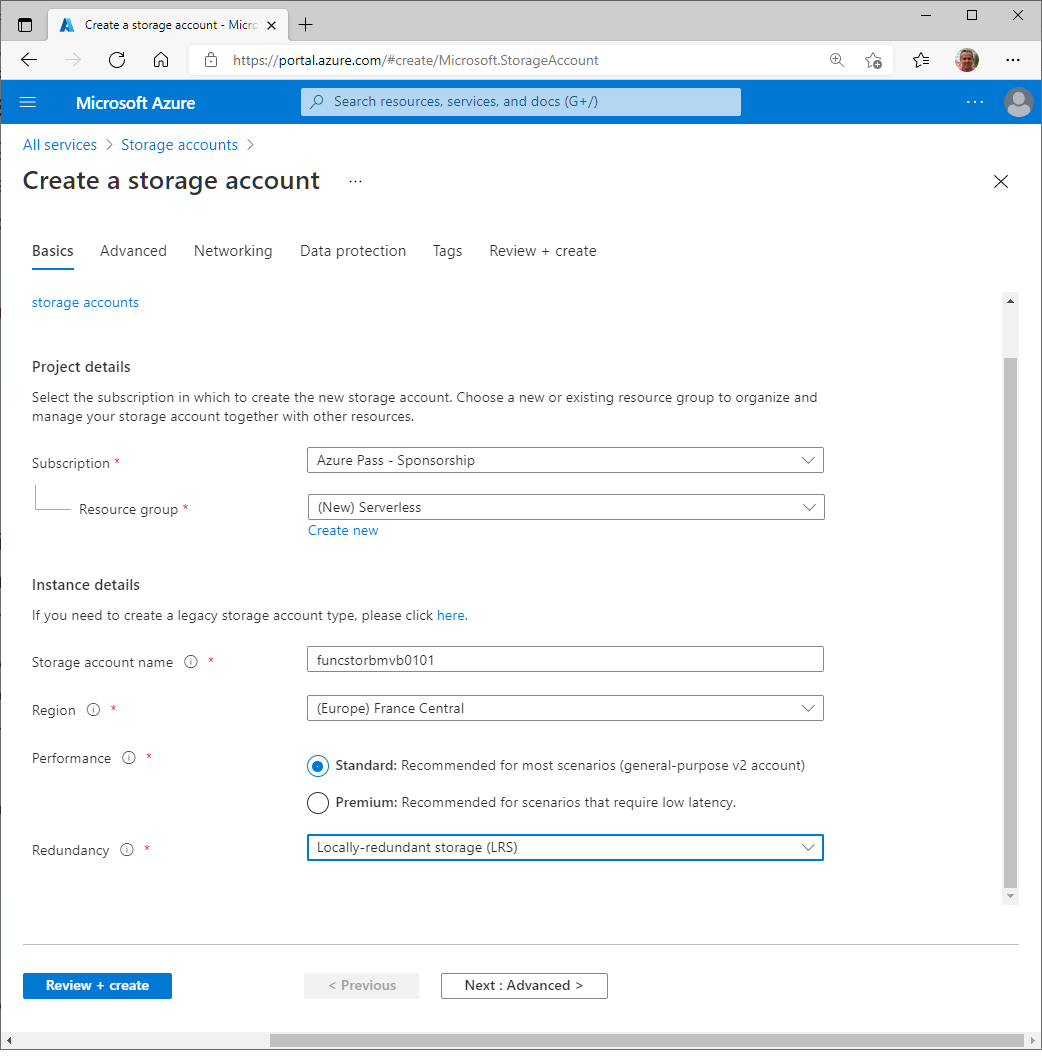 Create a storage account - Micro
https://portal.azure.com/#create/Microsoft.StorageAccount
Microsoft Azure
Search resources, services, and docs (G+/)
All services > Storage accounts >
Create a storage account ...
Basics Advanced Networking Data protection Tags Review + create
storage accounts
Project details
Select the subscription in which to create the new storage account. Choose a new or existing resource group to organize and
manage your storage account together with other resources.
Subscription * Azure Pass - Sponsorship
Resource group * (New) Serverless
Create new
Instance details
If you need to create a legacy storage account type, please click here.
Storage account name * funcstorbmvb0101
Region * (Europe) France Central
Performance * Standard: Recommended for most scenarios (general-purpose v2 account)
Premium: Recommended for scenarios that require low latency.
Redundancy * Locally-redundant storage (LRS)
Review + create < Previous Next : Advanced >